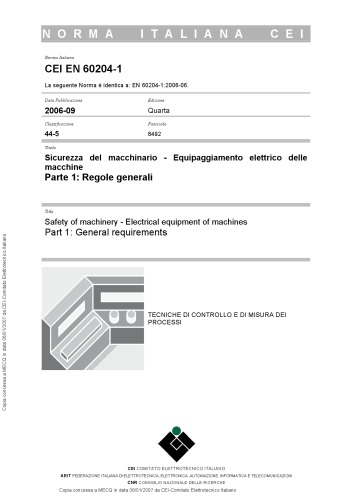 NORMA ITALIANA CEI
Norma Italiana
CEI EN 60204-1
La seguente Norma è identica a: EN 60204-1:2006-06.
Data Pubblicazione
Edizione
2006-09
Quarta
Classificazione
Fascicolo
44-5
8492
Titolo
Sicurezza del macchinario - Equipaggiamento elettrico delle
macchine
Parte 1: Regole generali
Title
Safety of machinery - Electrical equipment of machines
Part 1: General requirements
TECNICHE DI CONTROLLO E DI MISURA DEI
PROCESSI
CEI COMITATO ELETTROTECNICO ITALIANO
AEIT FEDERAZIONE ITALIANA DI ELETTROTECNICA, ELETTRONICA, AUTOMAZIONE, INFORMATICA E TELECOMUNICAZIONI
CNR CONSIGLIO NAZIONALE DELLE RICERCHE
Copia concessa a MECQ in data 06/01/2007 da CEI-Comitato Elettrotecnico Italiano
Copia concessa a MECQ in data 06/01/2007 da CEI-Comitato Elettrotecnico Italiano